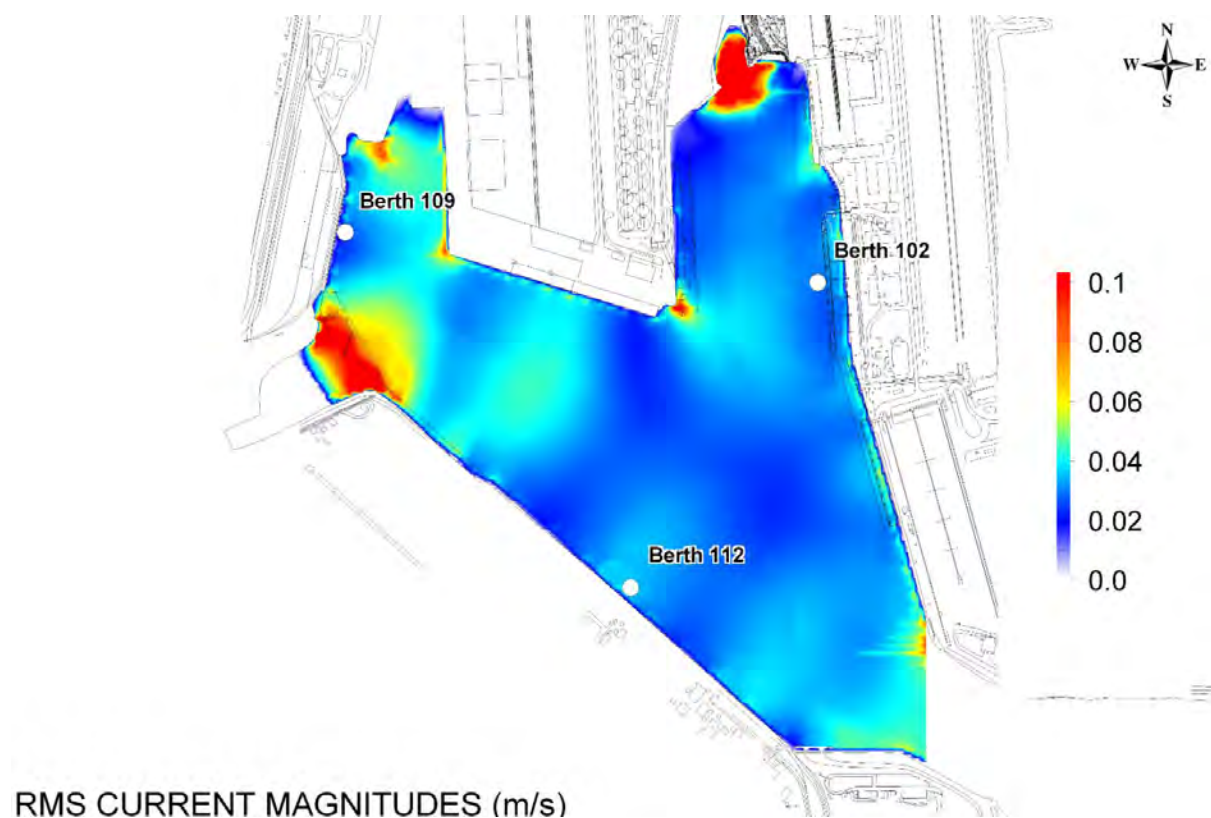 N
W E
S
Berth 109
Berth 102
0.1
0.08
0.06
0.04
0.02
0.0
Berth 112
RMS CURRENT MAGNITUDES (m/s)